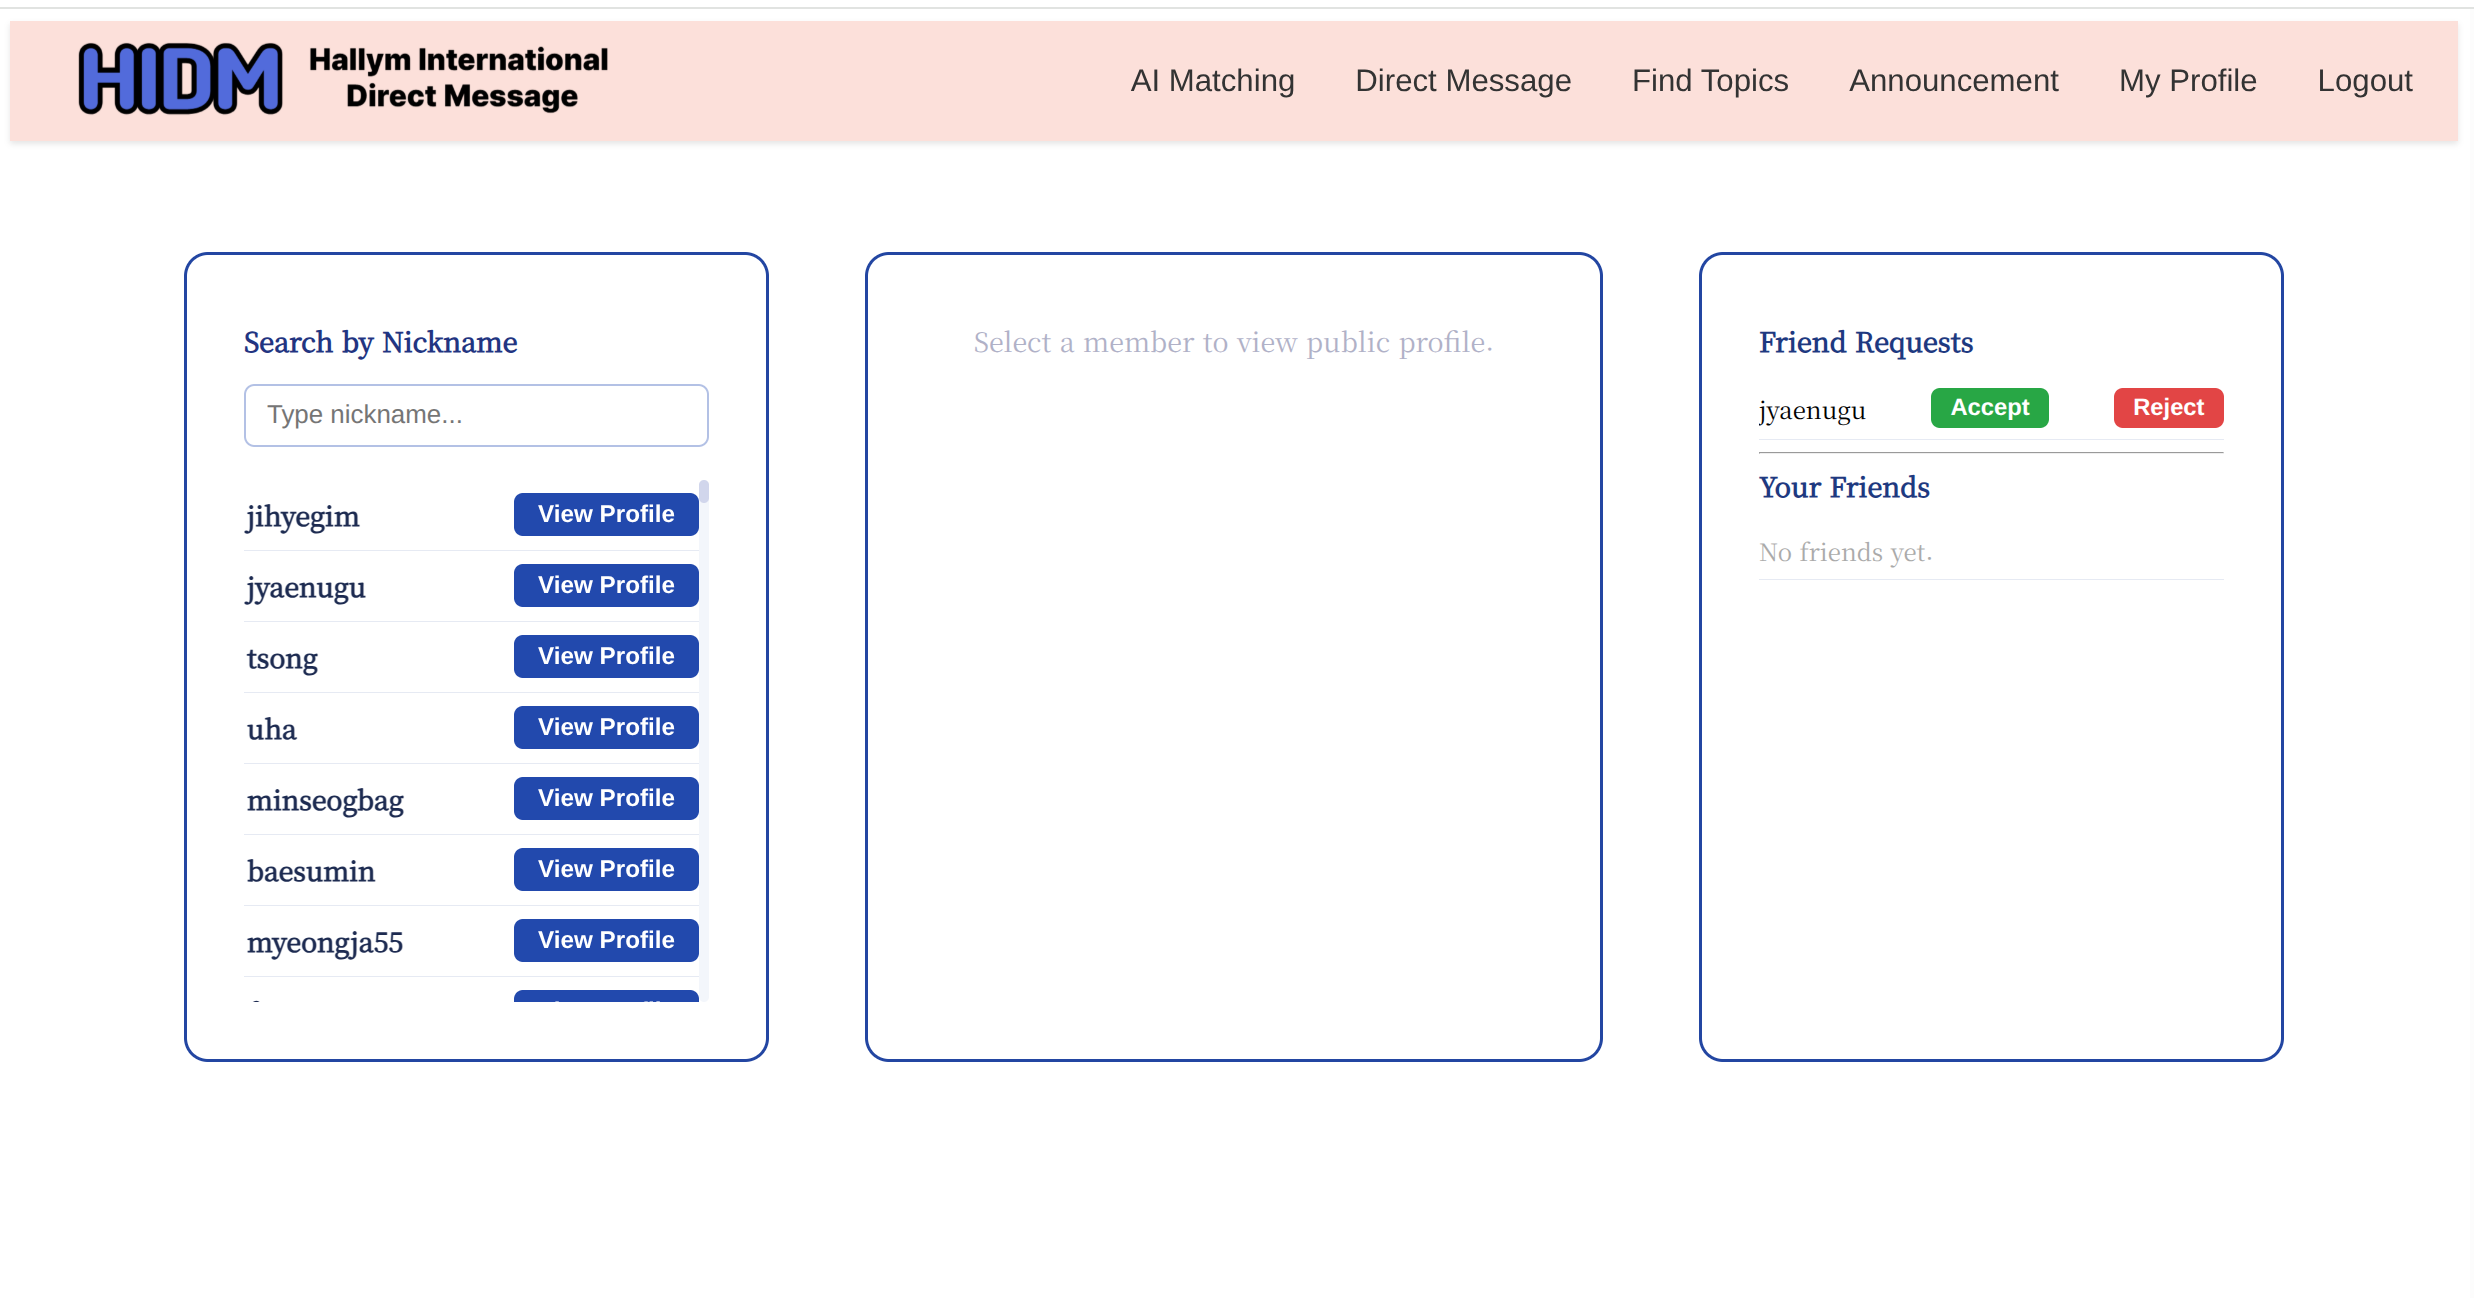 HIDM
Hallym International
Direct Message
AI Matching
Direct Message
Find Topics
Announcement
My Profile
Logout
Search by Nickname
Type nickname...
jihyegim
View Profile
jyaenugu
View Profile
tsong
View Profile
uha
View Profile
minseogbag
View Profile
baesumin
View Profile
myeongja55
View Profile
Select a member to view public profile.
Friend Requests
jyaenugu
Accept
Reject
Your Friends
No friends yet.